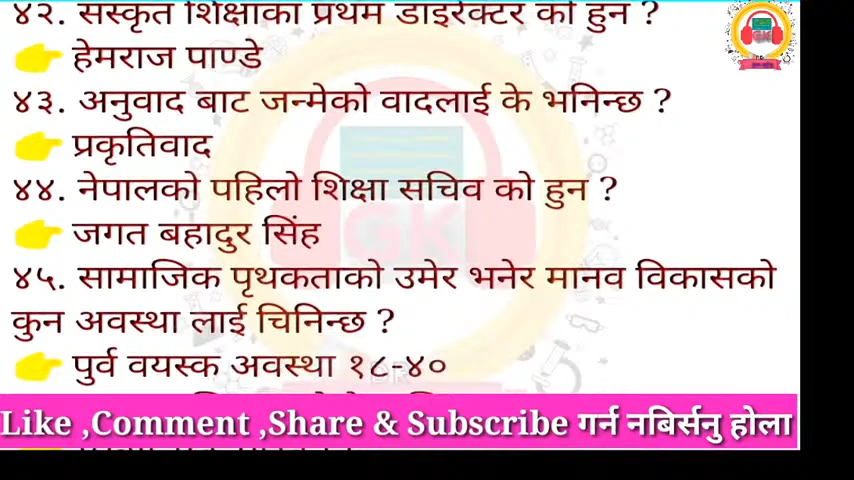 ४२. संस्कृत शिक्षाका प्रथम डाइरेक्टर को हुन ?
👉 हेमराज पाण्डे
४३. अनुवाद बाट जन्मेको वादलाई के भनिन्छ ?
👉 प्रकृतिवाद
४४. नेपालको पहिलो शिक्षा सचिव को हुन ?
👉 जगत बहादुर सिंह
४५. सामाजिक पृथकताको उमेर भनेर मानव विकासको
कुन अवस्था लाई चिनिन्छ ?
👉 पुर्व वयस्क अवस्था १८-४०
Like ,Comment ,Share & Subscribe गर्न नबिर्सनु होला
GK